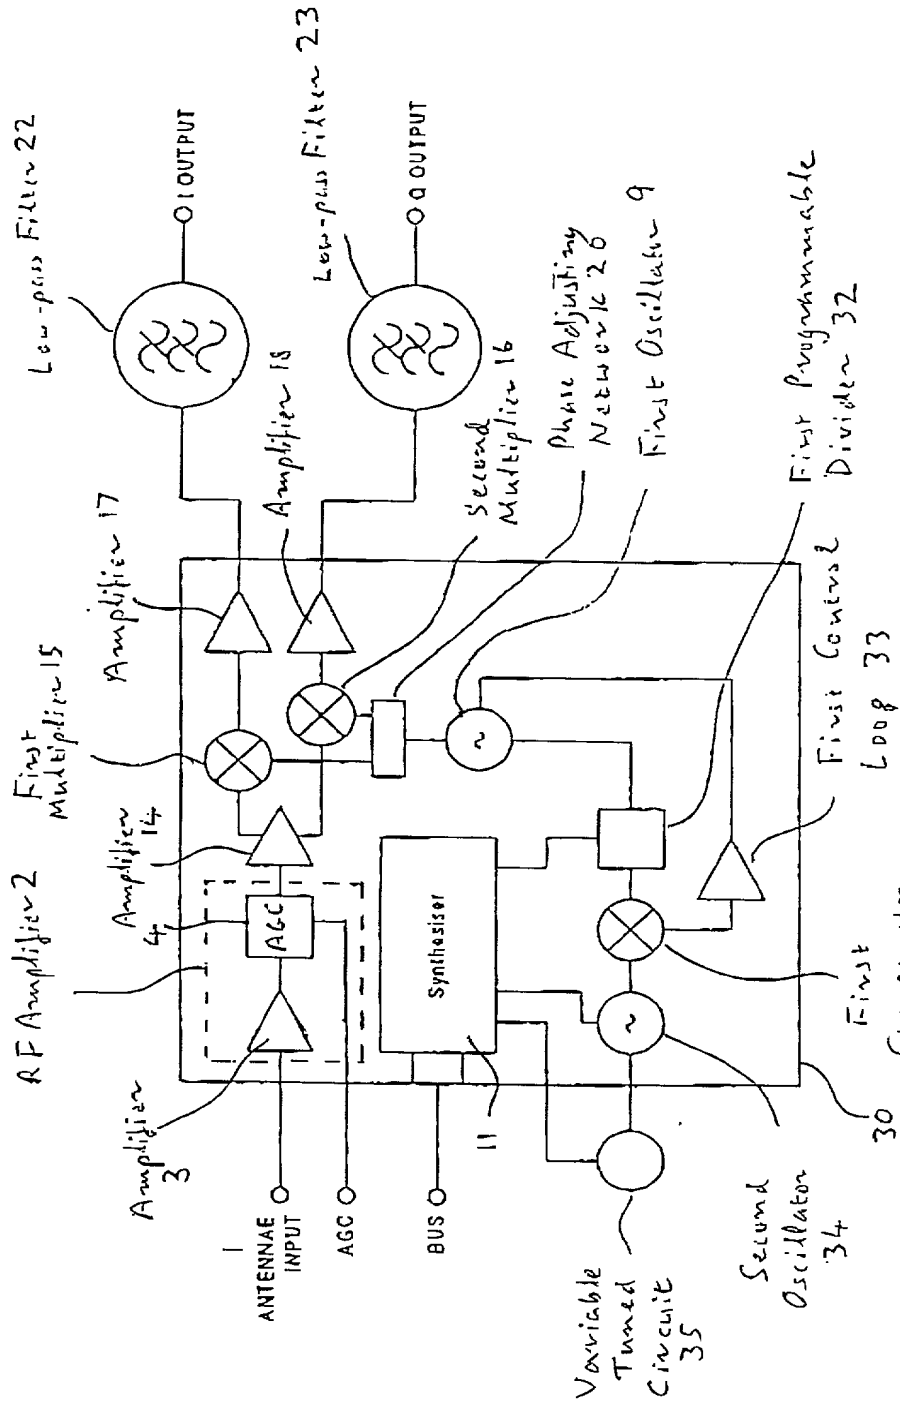 Low-pass Filter 22
Low-pass Filter 23
I OUTPUT
Q OUTPUT
Amplifier 17
Amplifier 18
First
Multiplier 15
Second
Multiplier 16
Phase Adjusting
Network 20
First Oscillator 9
First Programmable
Divider 32
First Control
Loop 33
Amplifier
14
RF Amplifier 2
4
AGC
Synthesiser
11
Amplifier
3
1
ANTENNAE
INPUT
AGC
BUS
Variable
Tuned
Circuit
35
Second
Oscillator
34
30
First